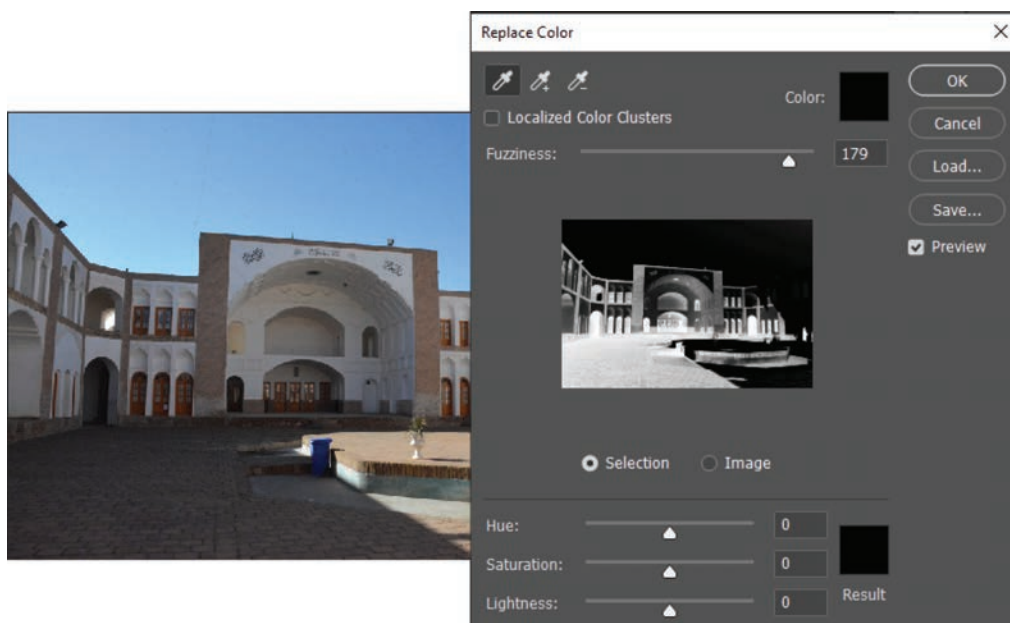 Replace Color
Color:
OK
Localized Color Clusters
Cancel
Fuzziness:
179
Load...
Save...
Preview
Selection
Image
Hue:
0
Saturation:
0
Lightness:
0
Result